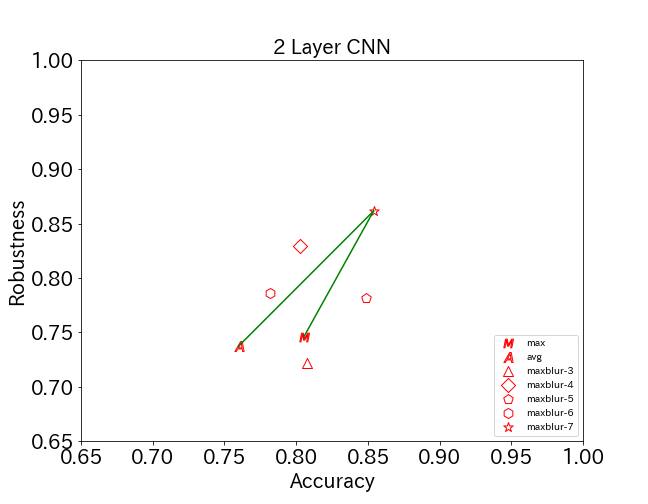 2 Layer CNN
Robustness
1.00
0.95
0.90
0.85
0.80
0.75
0.70
0.65
M
A
M max
A avg
maxblur-3
maxblur-4
maxblur-5
maxblur-6
maxblur-7
0.65 0.70 0.75 0.80 0.85 0.90 0.95 1.00
Accuracy